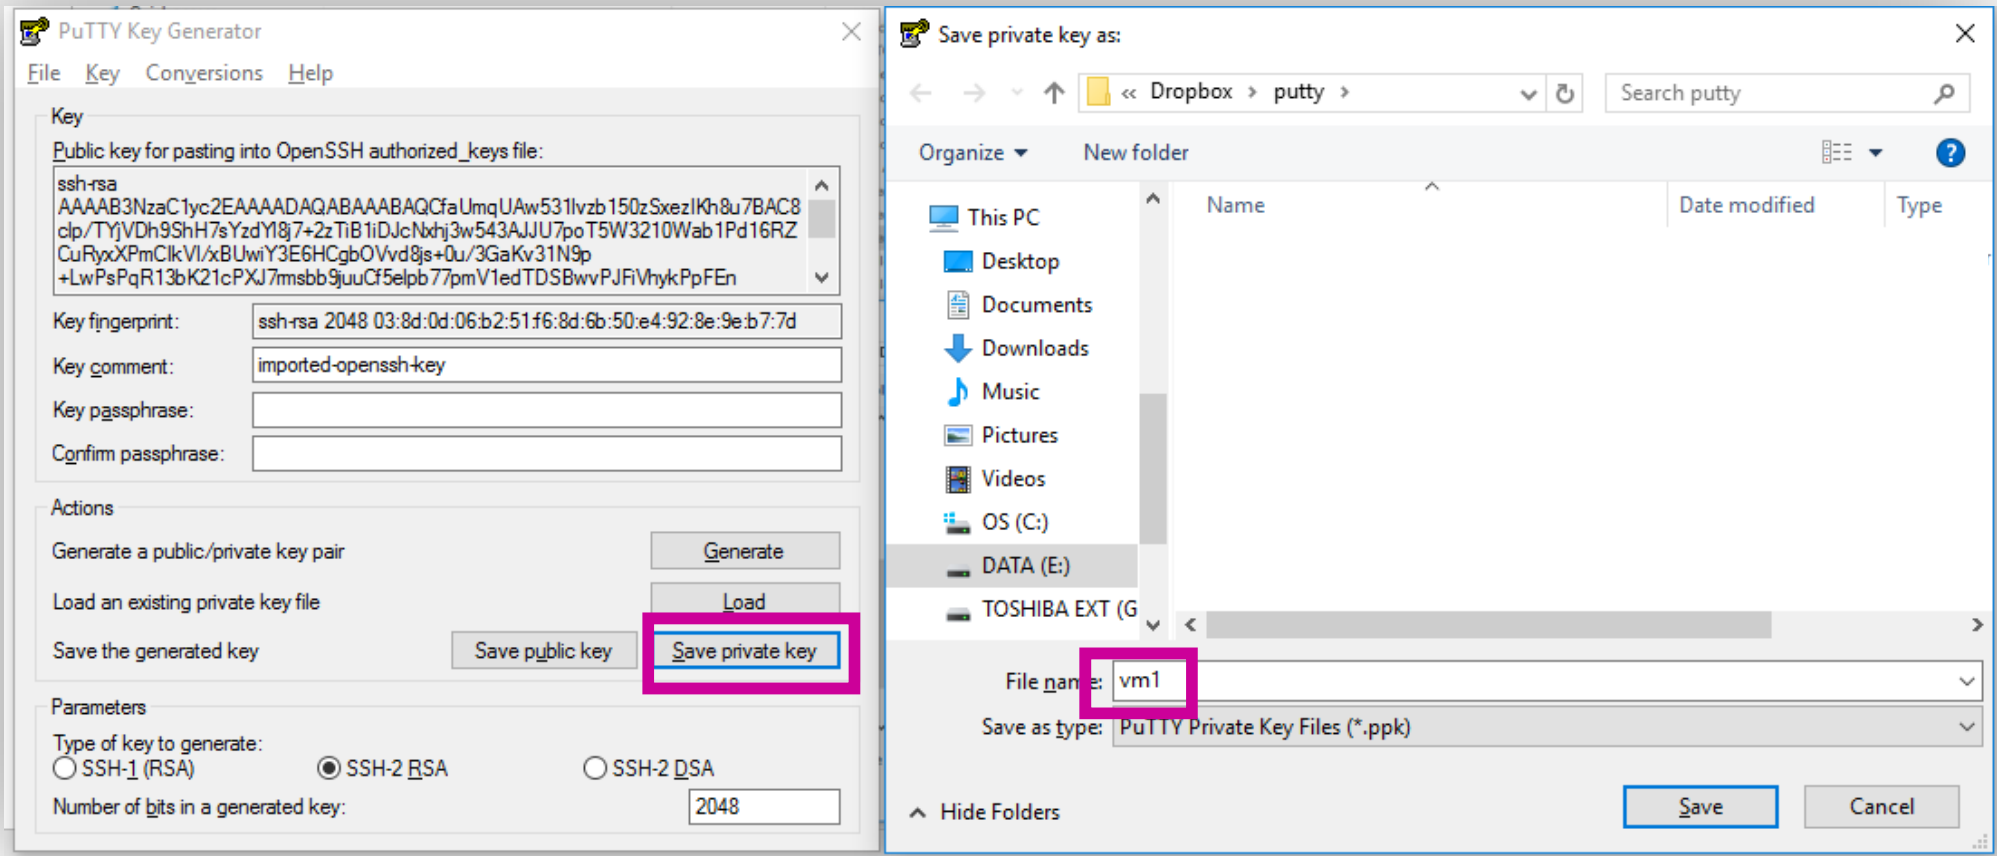 PuTTY Key Generator
File Key Conversions Help
Key
Public key for pasting into OpenSSH authorized_keys file:
ssh-rsa
AAAAB3NzaC1yc2EAAAADAQABAAABAQCfaUmqUAw531lvzb150zSxezIKh8u7BAC8
clp/TYjVDh9ShH7sYzdYl8j7+2zTiB1iDJcNxhj3w543AJJU7poT5W3210Wab1Pd16RZ
CuRyxXPmClkVI/xBUwiY3E6HCgbOVvd8js+0u/3GaKv31N9p
+LwPsPqR13bK21cPXJ7msbb9juuCf5elpb77pmV1edTDSBwvPJFiVhykPpFEn
Key fingerprint: ssh-rsa 2048 03:8d:0d:06:b2:51:f6:8d:6b:50:e4:92:8e:9e:b7:7d
Key comment: imported-openssh-key
Key passphrase:
Confirm passphrase:
Actions
Generate a public/private key pair Generate
Load an existing private key file Load
Save the generated key Save public key Save private key
Parameters
Type of key to generate:
SSH-1 (RSA) SSH-2 RSA SSH-2 DSA
Number of bits in a generated key: 2048
Save private key as:
« Dropbox > putty > Search putty
Organize New folder
Name Date modified Type
This PC
Desktop
Documents
Downloads
Music
Pictures
Videos
OS (C:)
DATA (E:)
TOSHIBA EXT (G
File name: vm1
Save as type: PuTTY Private Key Files (*.ppk)
Hide Folders Save Cancel